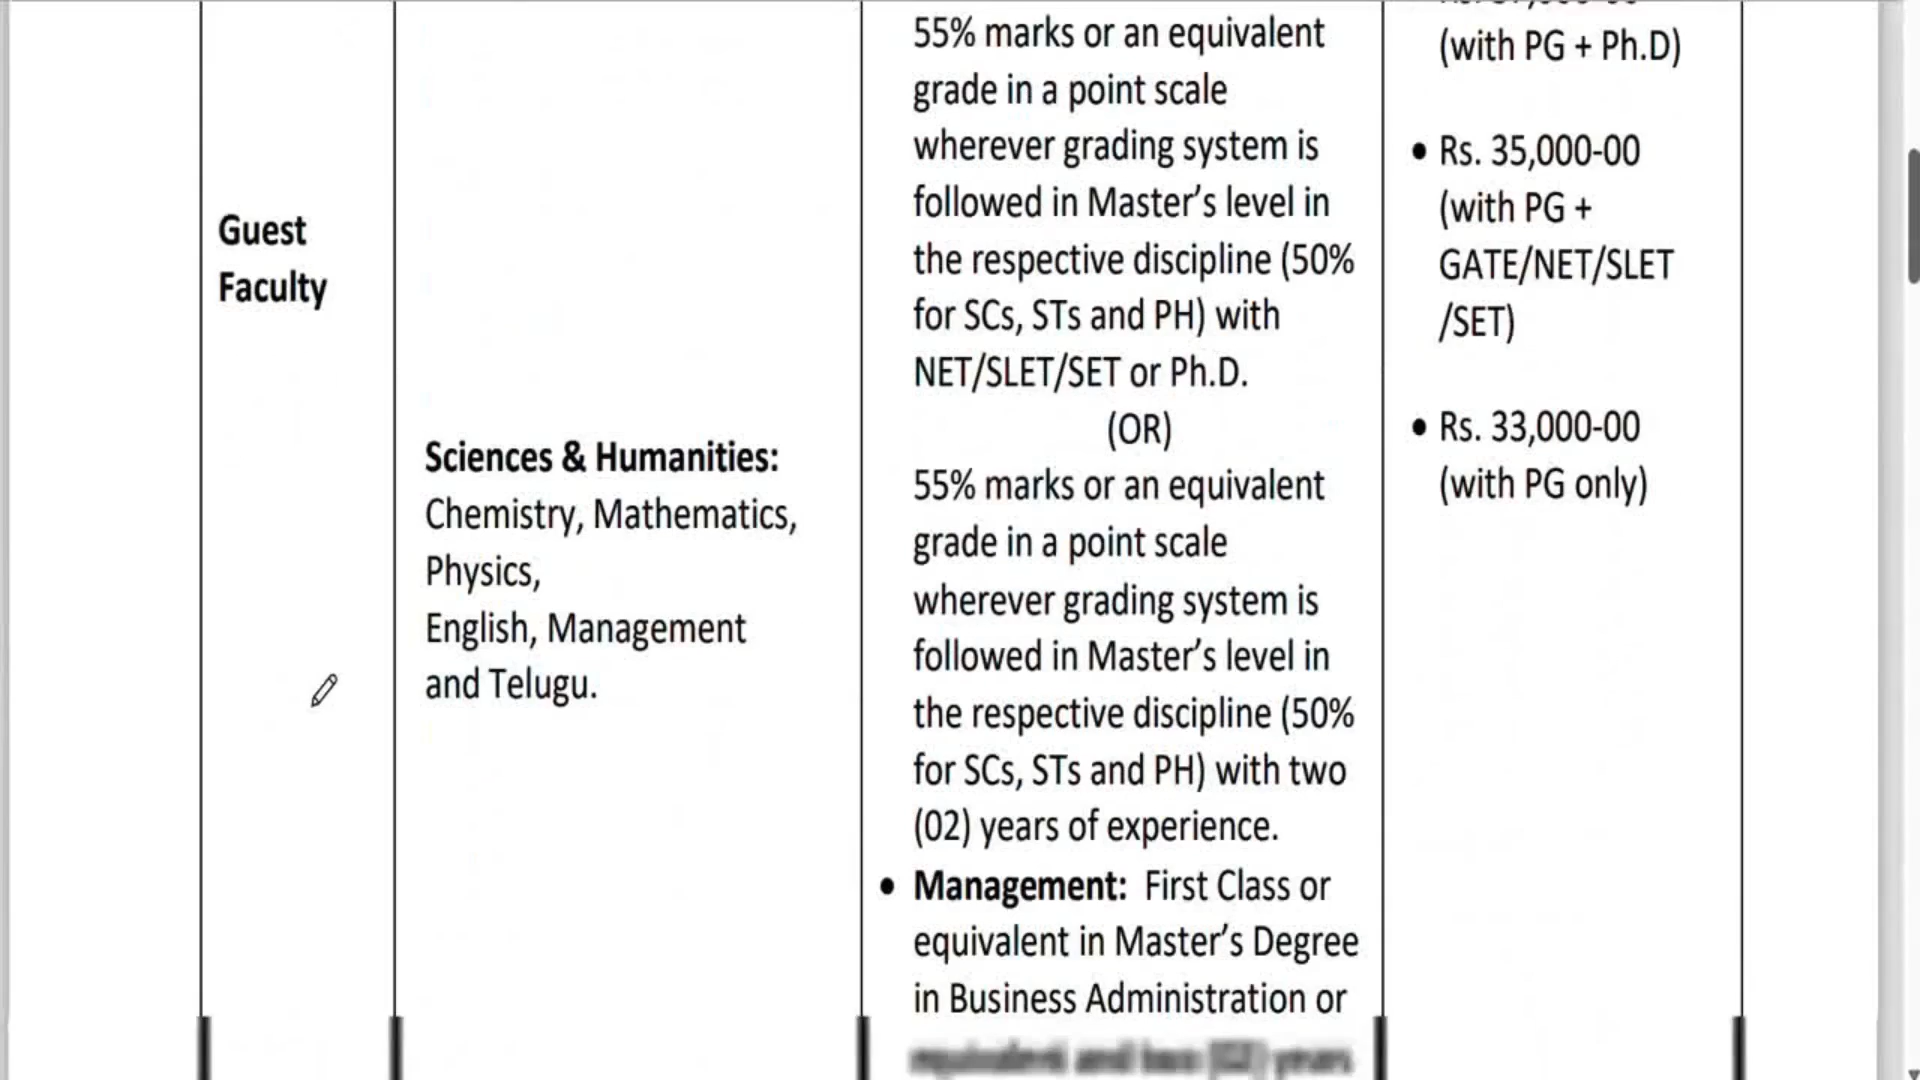 Guest
Faculty
Sciences & Humanities:
Chemistry, Mathematics,
Physics,
English, Management
and Telugu.
55% marks or an equivalent
grade in a point scale
wherever grading system is
followed in Master’s level in
the respective discipline (50%
for SCs, STs and PH) with
NET/SLET/SET or Ph.D.
(OR)
55% marks or an equivalent
grade in a point scale
wherever grading system is
followed in Master’s level in
the respective discipline (50%
for SCs, STs and PH) with two
(02) years of experience.
• Management: First Class or
equivalent in Master’s Degree
in Business Administration or
equivalent and two (02) years
(with PG + Ph.D)
• Rs. 35,000-00
(with PG +
GATE/NET/SLET
/SET)
• Rs. 33,000-00
(with PG only)